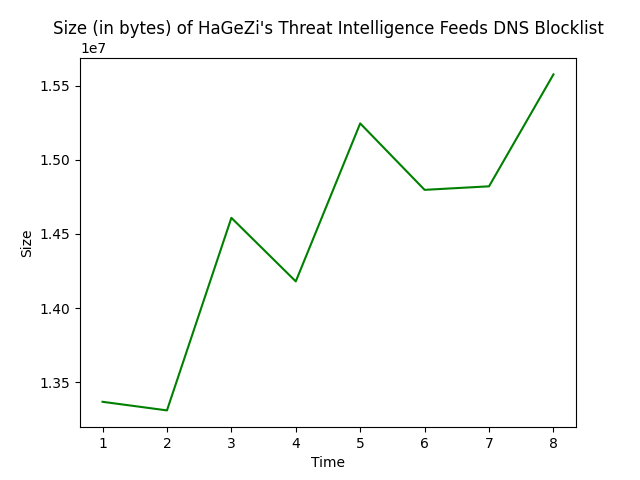 Size (in bytes) of HaGeZi's Threat Intelligence Feeds DNS Blocklist
1e7
1.55
1.50
1.45
1.40
1.35
Size
1 2 3 4 5 6 7 8
Time